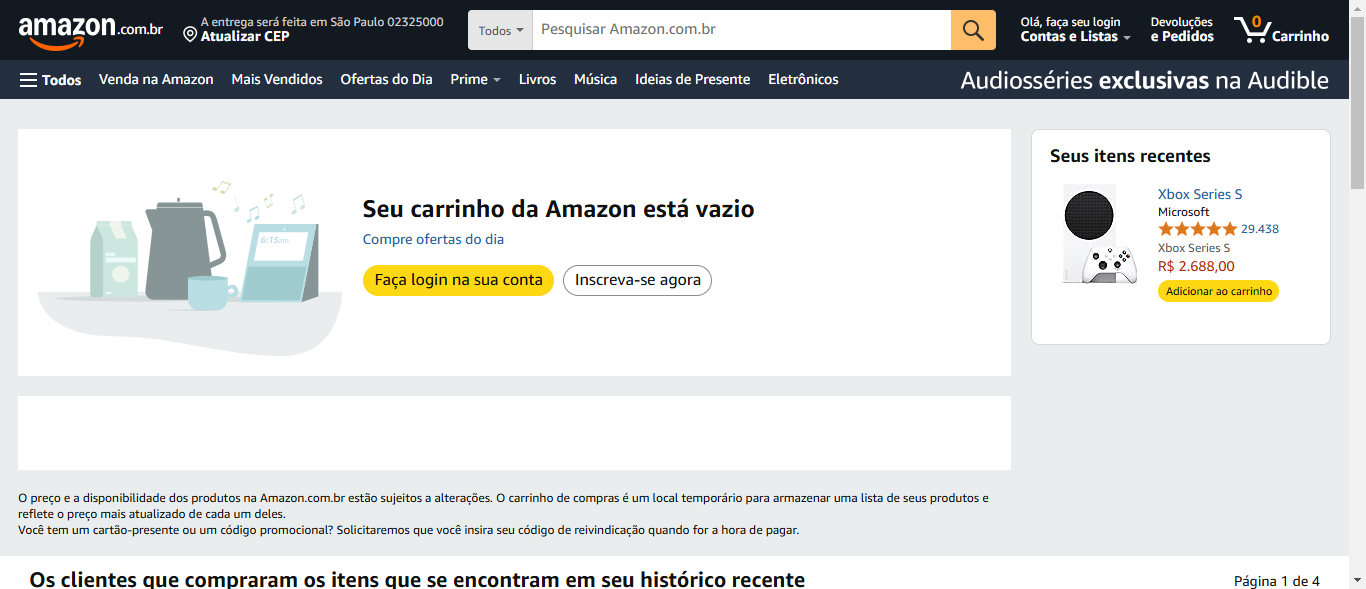 amazon.com.br
A entrega será feita em São Paulo 02325000
Atualizar CEP
Todos
Pesquisar Amazon.com.br
Olá, faça seu login
Contas e Listas
Devoluções
e Pedidos
0
Carrinho
Todos
Venda na Amazon
Mais Vendidos
Ofertas do Dia
Prime
Livros
Música
Ideias de Presente
Eletrônicos
Audiosséries exclusivas na Audible
6:15am
Seu carrinho da Amazon está vazio
Compre ofertas do dia
Faça login na sua conta
Inscreva-se agora
Seus itens recentes
Xbox Series S
Microsoft
29.438
Xbox Series S
R$ 2.688,00
Adicionar ao carrinho
O preço e a disponibilidade dos produtos na Amazon.com.br estão sujeitos a alterações. O carrinho de compras é um local temporário para armazenar uma lista de seus produtos e
reflete o preço mais atualizado de cada um deles.
Você tem um cartão-presente ou um código promocional? Solicitaremos que você insira seu código de reivindicação quando for a hora de pagar.
Os clientes que compraram os itens que se encontram em seu histórico recente
Página 1 de 4